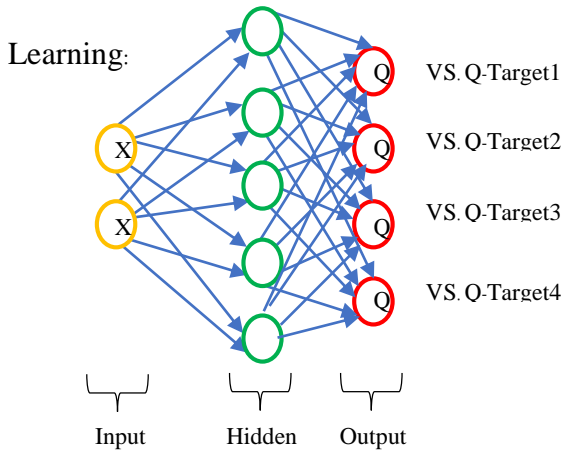 Learning:
Q VS. Q-Target1
X Q VS. Q-Target2
X Q VS. Q-Target3
Q VS. Q-Target4
Input Hidden Output